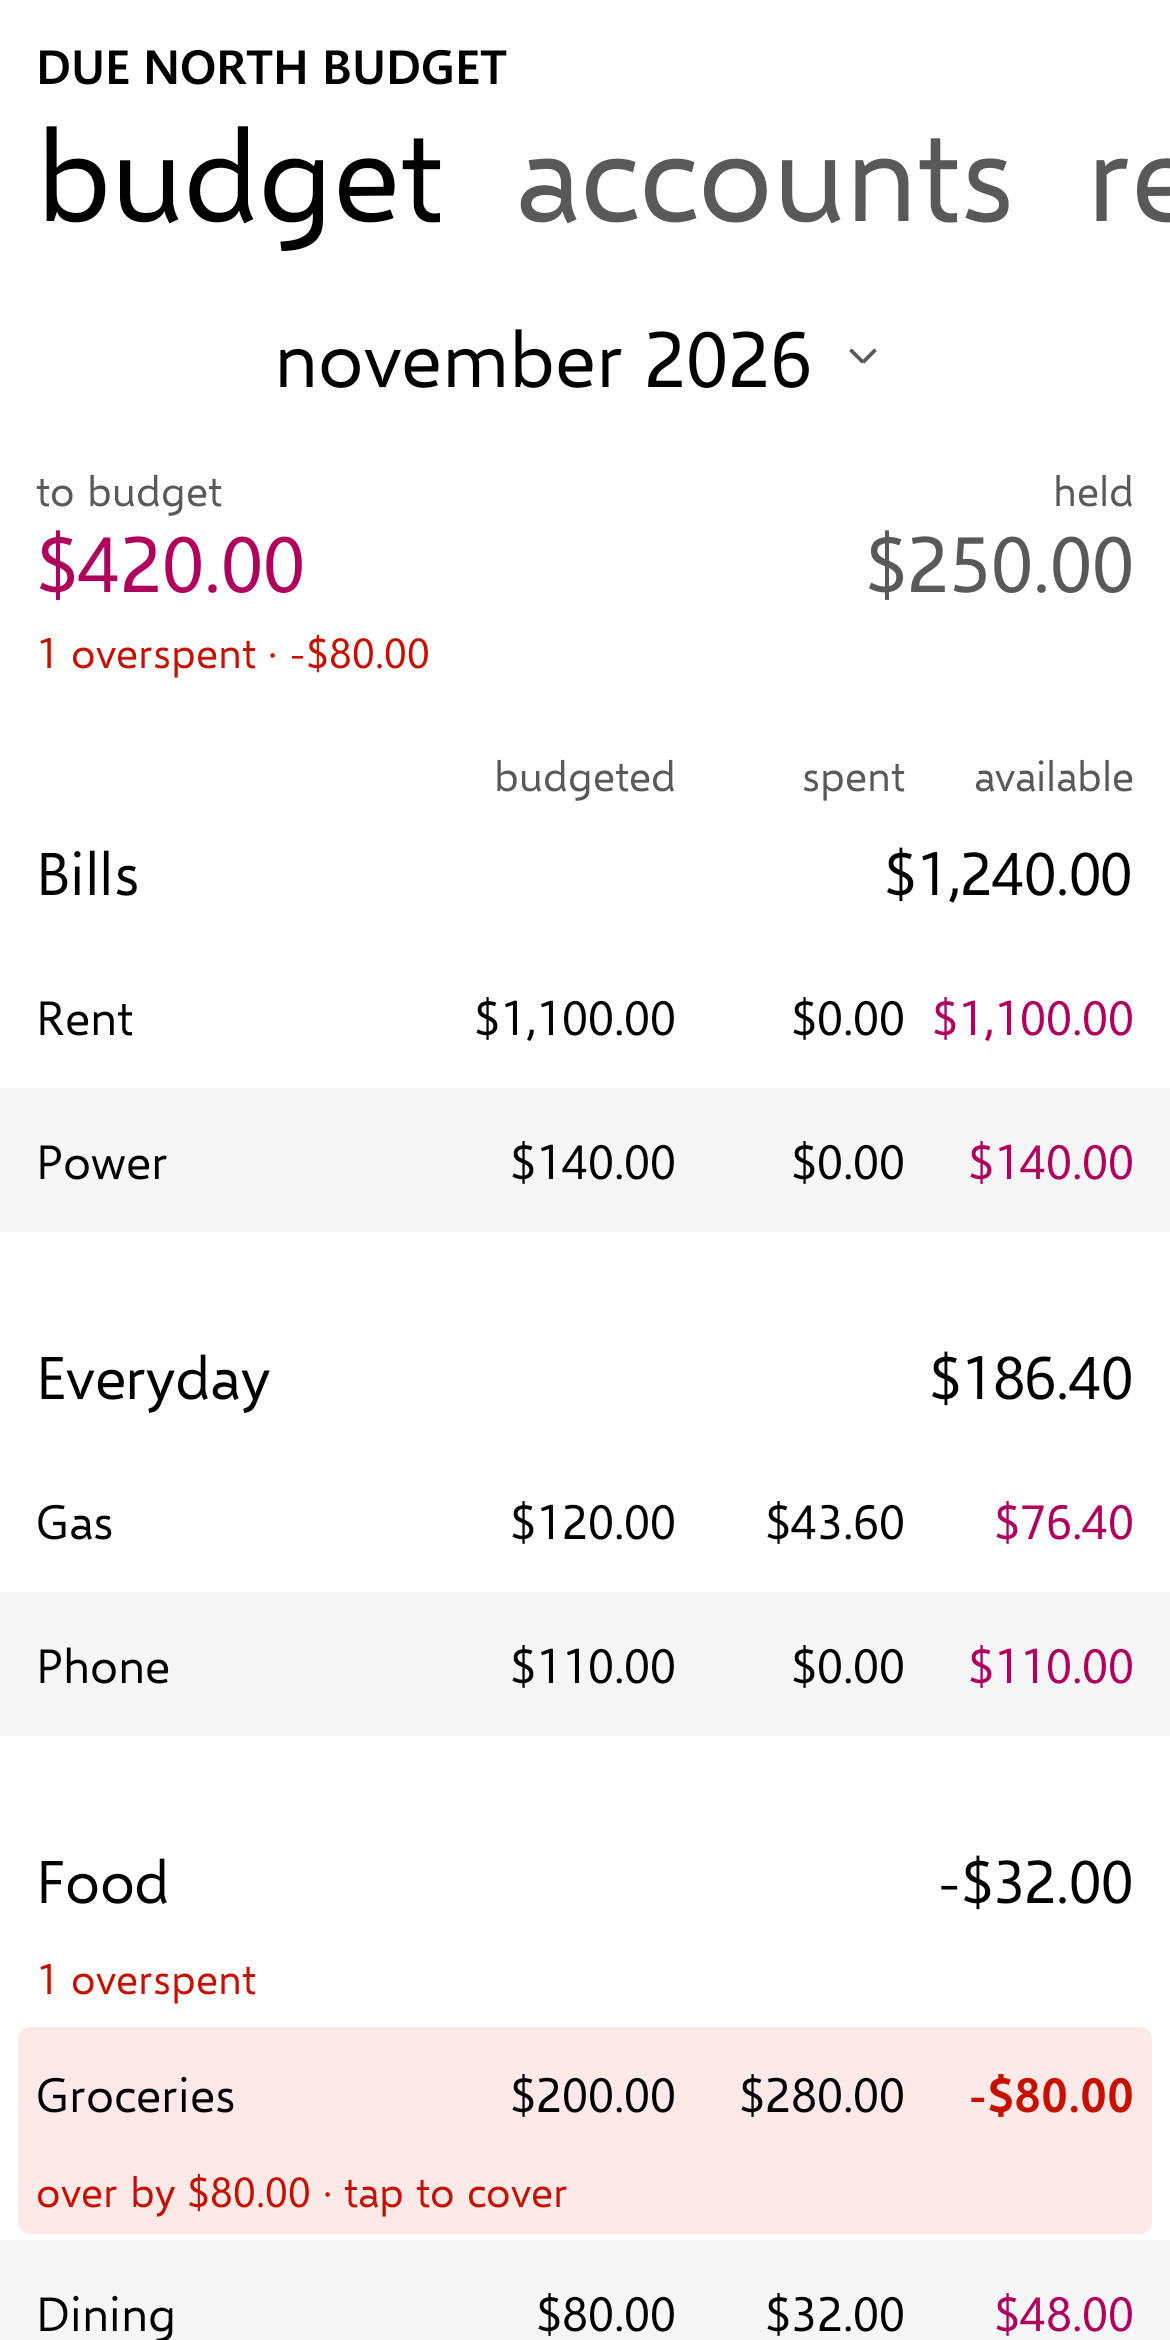 DUE NORTH BUDGET
budget accounts re
november 2026
to budget held
$420.00 $250.00
1 overspent · -$80.00
budgeted spent available
Bills $1,240.00
Rent $1,100.00 $0.00 $1,100.00
Power $140.00 $0.00 $140.00
Everyday $186.40
Gas $120.00 $43.60 $76.40
Phone $110.00 $0.00 $110.00
Food -$32.00
1 overspent
Groceries $200.00 $280.00 -$80.00
over by $80.00 · tap to cover
Dining $80.00 $32.00 $48.00